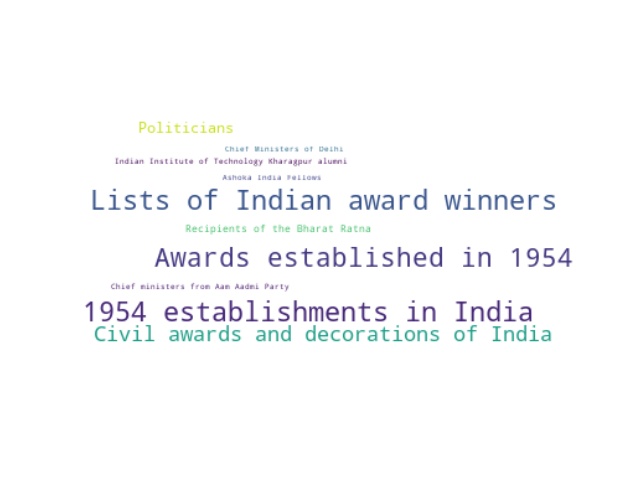 Politicians
Chief Ministers of Delhi
Indian Institute of Technology Kharagpur alumni
Ashoka India Fellows
Lists of Indian award winners
Recipients of the Bharat Ratna
Awards established in 1954
Chief ministers from Aam Aadmi Party
1954 establishments in India
Civil awards and decorations of India